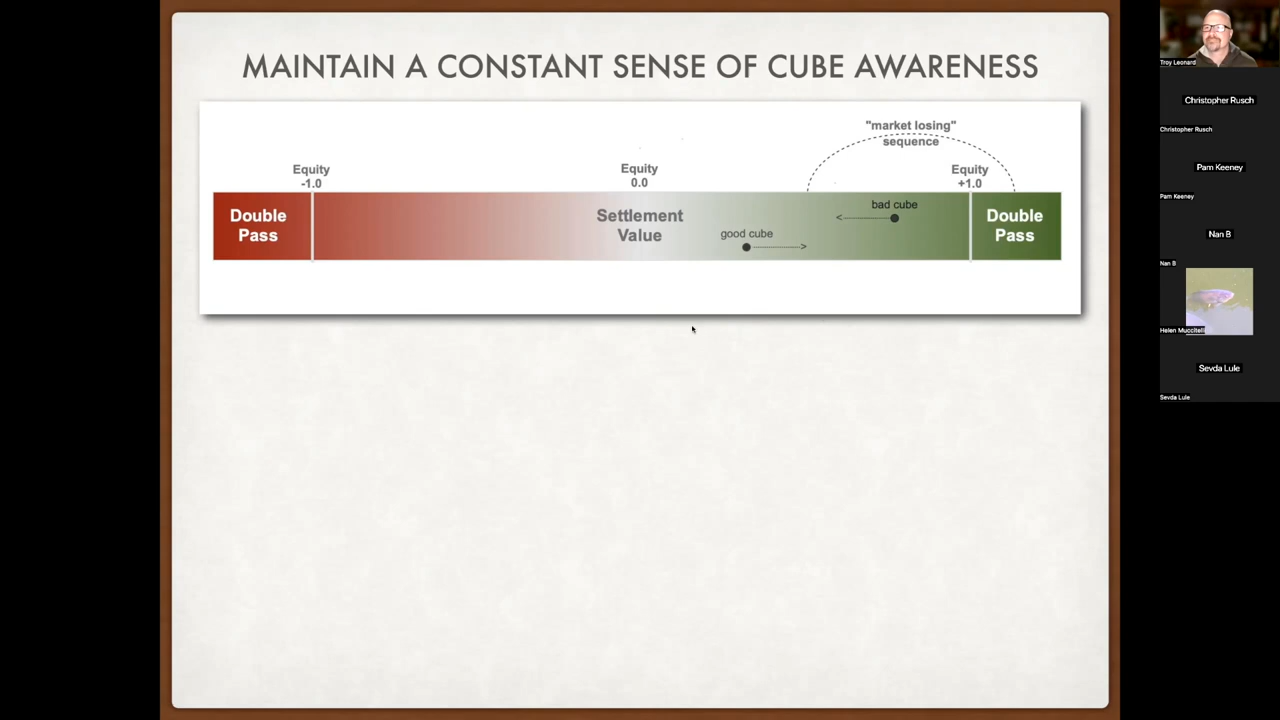 MAINTAIN A CONSTANT SENSE OF CUBE AWARENESS
"market losing"
sequence
Equity
-1.0
Equity
0.0
Equity
+1.0
Double
Pass
Settlement
Value
good cube
bad cube
Double
Pass
Troy Leonard
Christopher Rusch
Christopher Rusch
Pam Keeney
Pam Keeney
Nan B
Nan B
Helen Muccitelli
Sevda Lule
Sevda Lule